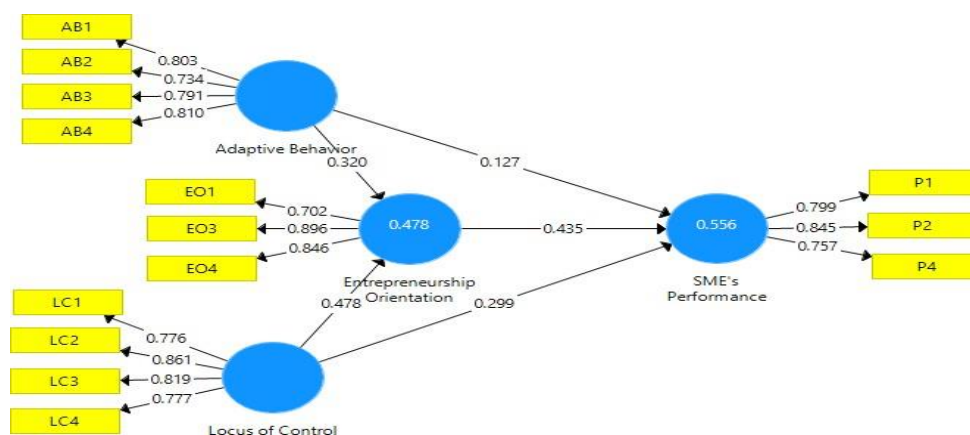 AB1
AB2
AB3
AB4
0.803
0.734
0.791
0.810
Adaptive Behavior
0.320
0.127
EO1
EO3
EO4
0.702
0.896
0.846
0.478
Entrepreneurship
Orientation
0.435
0.556
SME's
Performance
0.799
0.845
0.757
P1
P2
P4
0.478
0.299
LC1
LC2
LC3
LC4
0.776
0.861
0.819
0.777
Locus of Control